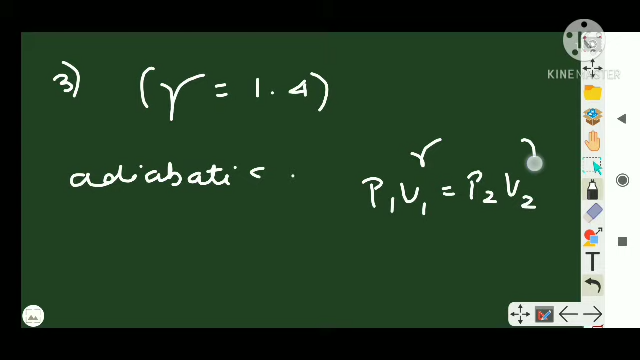 KINEMASTER
3) (γ = 1.4)
adiabatic . P₁V₁^γ = P₂V₂
T